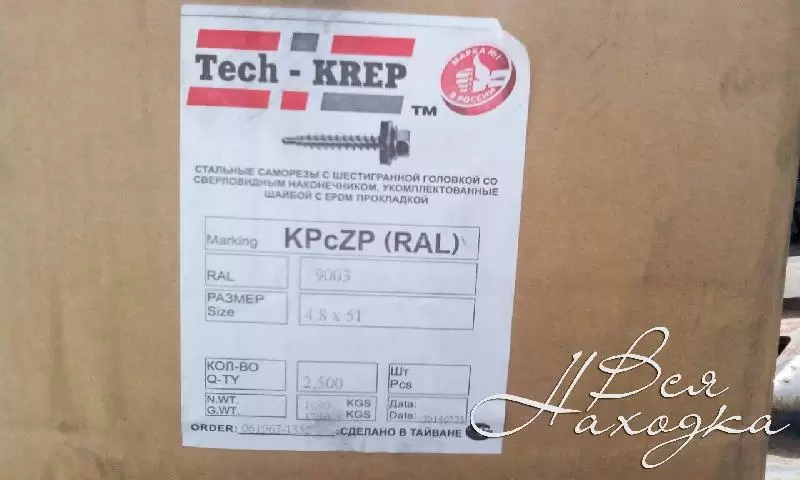 Tech - KREP
TM
МАРКА №1
В РОССИИ
СТАЛЬНЫЕ САМОРЕЗЫ С ШЕСТИГРАННОЙ ГОЛОВКОЙ СО
СВЕРЛОВИДНЫМ НАКОНЕЧНИКОМ, УКОМПЛЕКТОВАННЫЕ
ШАЙБОЙ С EPDM ПРОКЛАДКОЙ
Marking KPcZP (RAL)
RAL 9003
РАЗМЕР
Size 4.8 x 51
КОЛ-ВО
Q-TY 2,500 Шт
Pcs
N.WT. KGS Дата:
G.WT. KGS Date:
ORDER: СДЕЛАНО В ТАЙВАНЕ
Вся
Находка